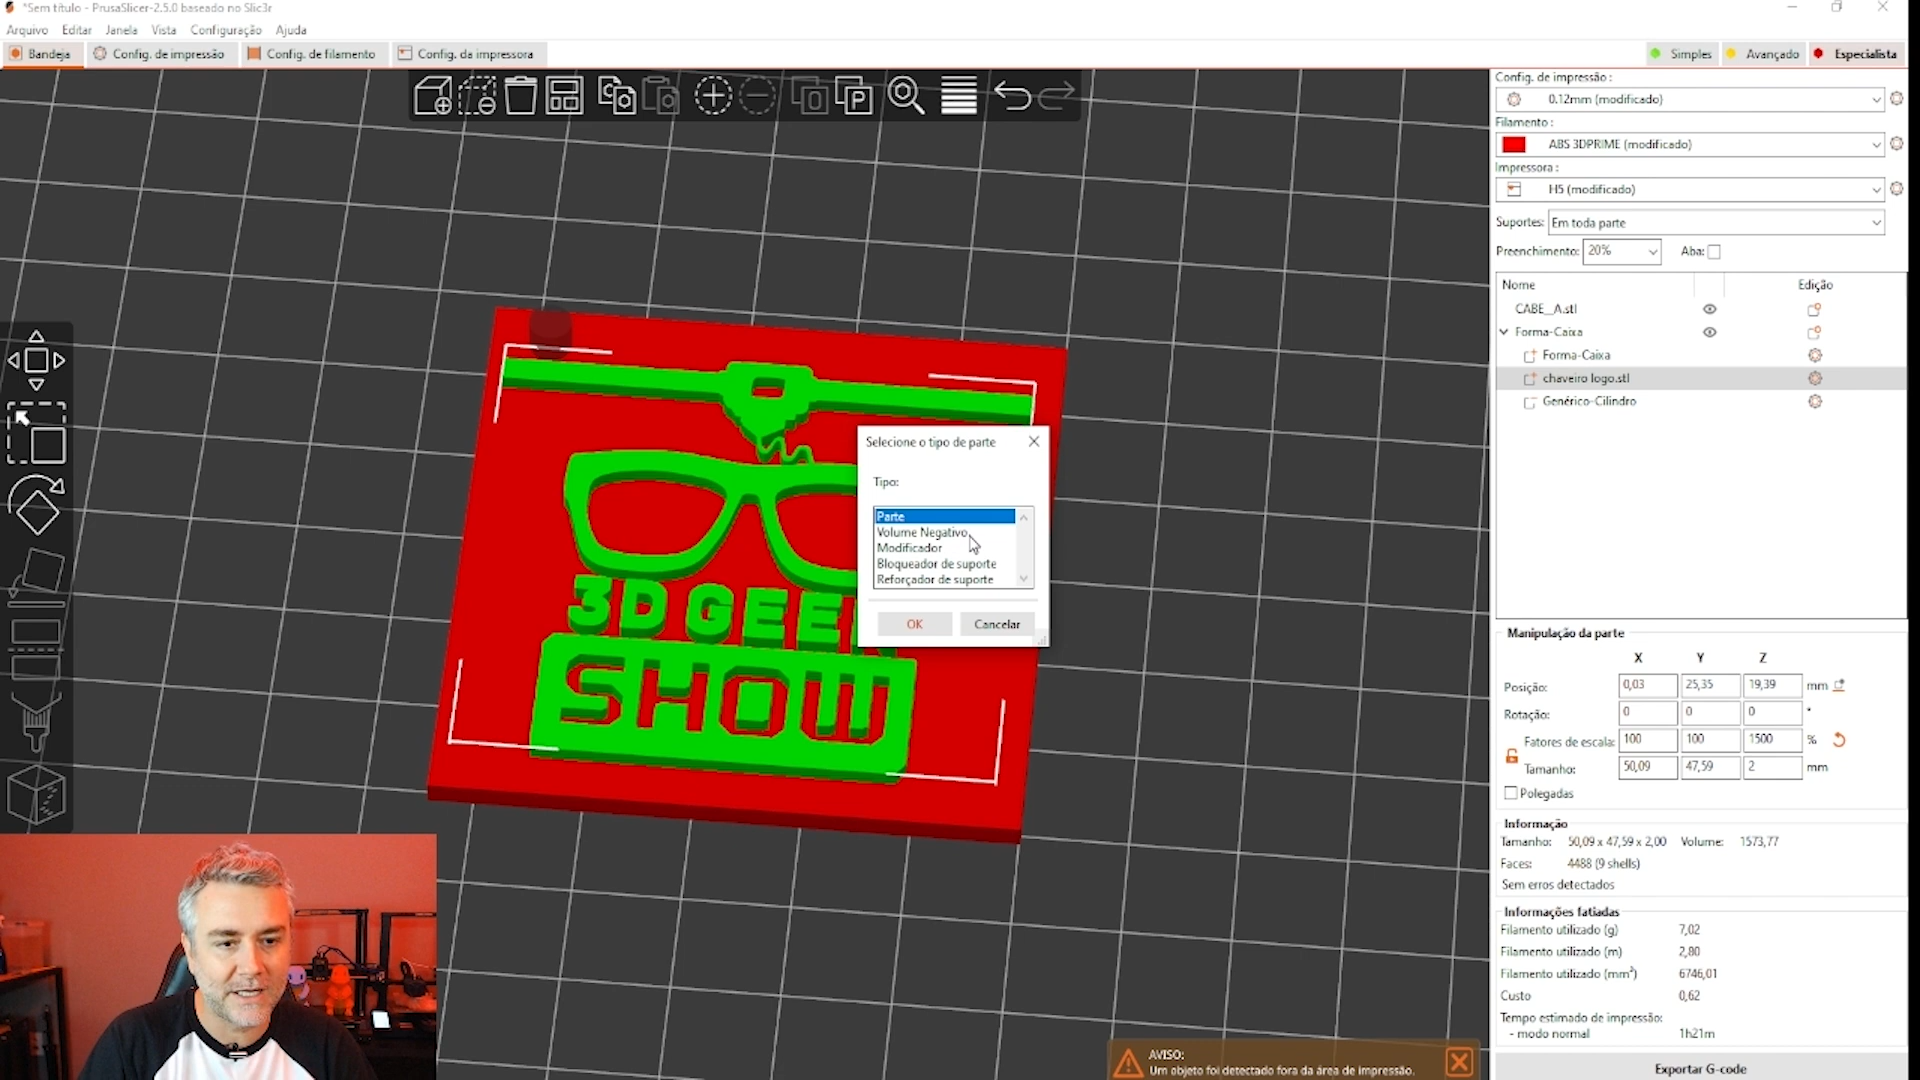 *Sem título - PrusaSlicer-2.5.0 baseado no Slic3r
Arquivo Editar Janela Vista Configuração Ajuda
Bandeja Config. de impressão Config. de filamento Config. da impressora Simples Avançado Especialista
Config. de impressão :
0.12mm (modificado)
Filamento :
ABS 3DPRIME (modificado)
Impressora :
H5 (modificado)
Suportes: Em toda parte
Preenchimento: 20% Aba:
Nome Edição
CABE__A.stl
Forma-Caixa
Forma-Caixa
chaveiro logo.stl
Genérico-Cilindro
Selecione o tipo de parte
Tipo:
Parte
Volume Negativo
Modificador
Bloqueador de suporte
Reforçador de suporte
OK Cancelar
3D GEEK
SHOW
Manipulação da parte
X Y Z
Posição: 0,03 25,35 19,39 mm
Rotação: 0 0 0 °
Fatores de escala: 100 100 1500 %
Tamanho: 50,09 47,59 2 mm
Polegadas
Informação
Tamanho: 50,09 x 47,59 x 2,00 Volume: 1573,77
Faces: 4488 (9 shells)
Sem erros detectados
Informações fatiadas
Filamento utilizado (g) 7,02
Filamento utilizado (m) 2,80
Filamento utilizado (mm³) 6746,01
Custo 0,62
Tempo estimado de impressão:
- modo normal 1h21m
AVISO:
Um objeto foi detectado fora da área de impressão.
Exportar G-code